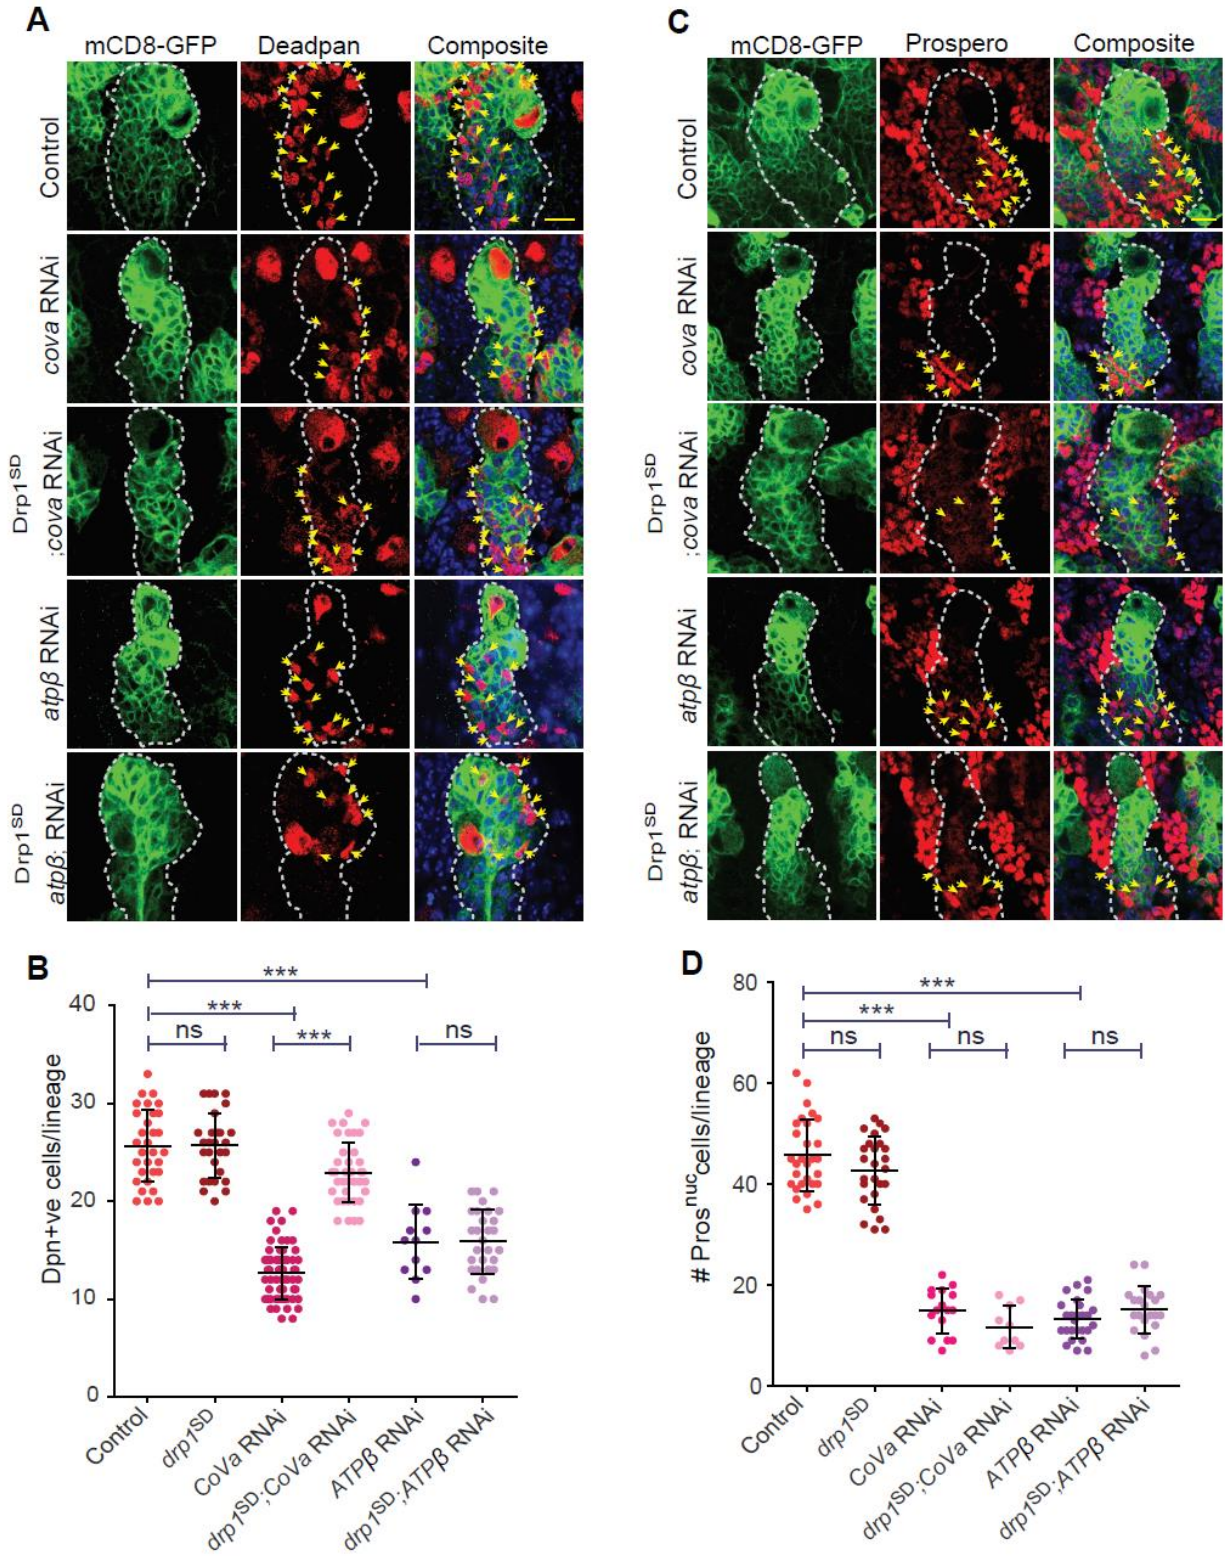 A
mCD8-GFP Deadpan Composite
Control
cova RNAi
Drp1SD
;cova RNAi
atpβ RNAi
Drp1SD
atpβ; RNAi
B
***
***
ns *** ns
Dpn+ve cells/lineage
40
30
20
10
0
Control
drp1SD
CoVa RNAi
drp1SD;CoVa RNAi
ATPβ RNAi
drp1SD;ATPβ RNAi
C
mCD8-GFP Prospero Composite
Control
cova RNAi
Drp1SD
;cova RNAi
atpβ RNAi
Drp1SD
atpβ; RNAi
D
***
***
ns ns ns
# Prosnuc cells/lineage
80
60
40
20
0
Control
drp1SD
CoVa RNAi
drp1SD;CoVa RNAi
ATPβ RNAi
drp1SD;ATPβ RNAi